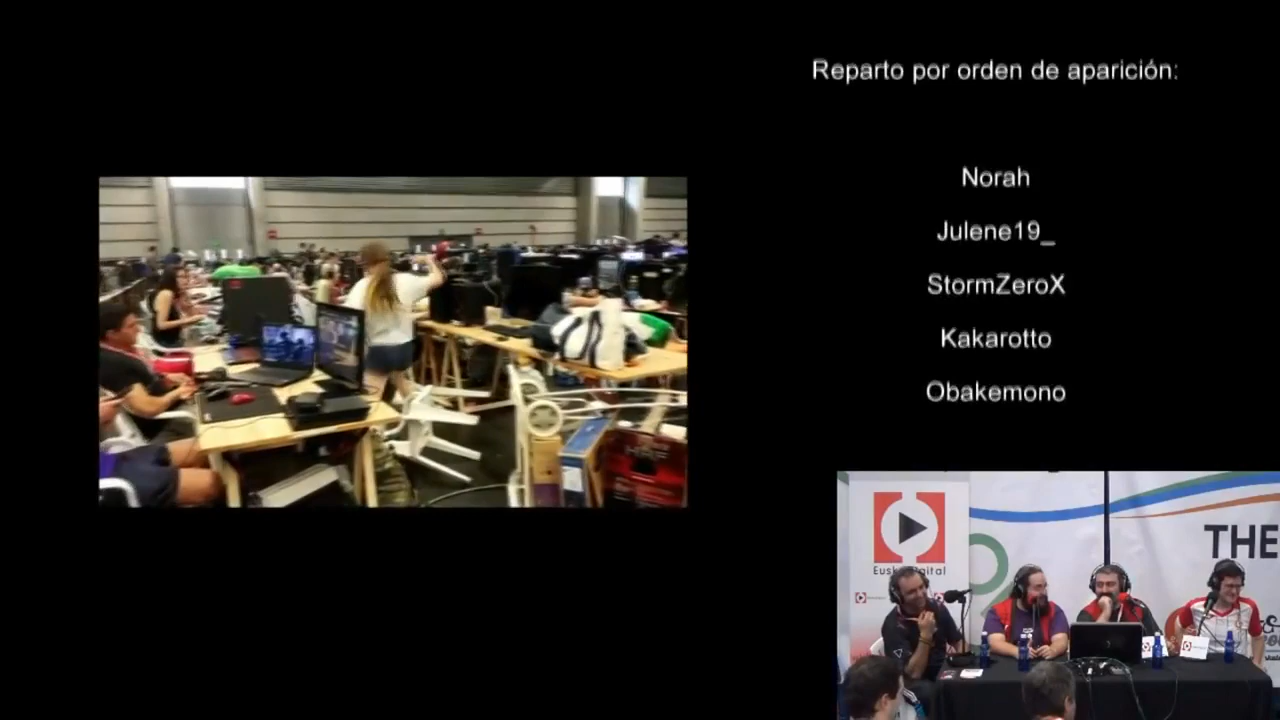 Reparto por orden de aparición:
Norah
Julene19_
StormZeroX
Kakarotto
Obakemono
THE